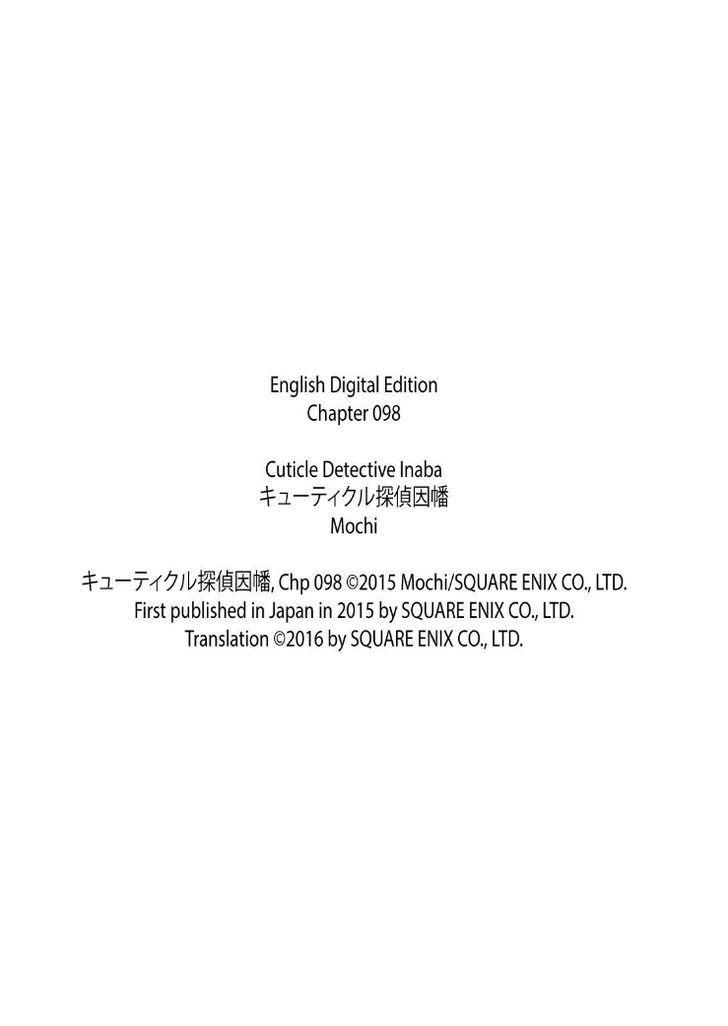 English Digital Edition
Chapter 098
Cuticle Detective Inaba
キューティクル探偵因幡
Mochi
キューティクル探偵因幡, Chp 098 ©2015 Mochi/SQUARE ENIX CO., LTD.
First published in Japan in 2015 by SQUARE ENIX CO., LTD.
Translation ©2016 by SQUARE ENIX CO., LTD.